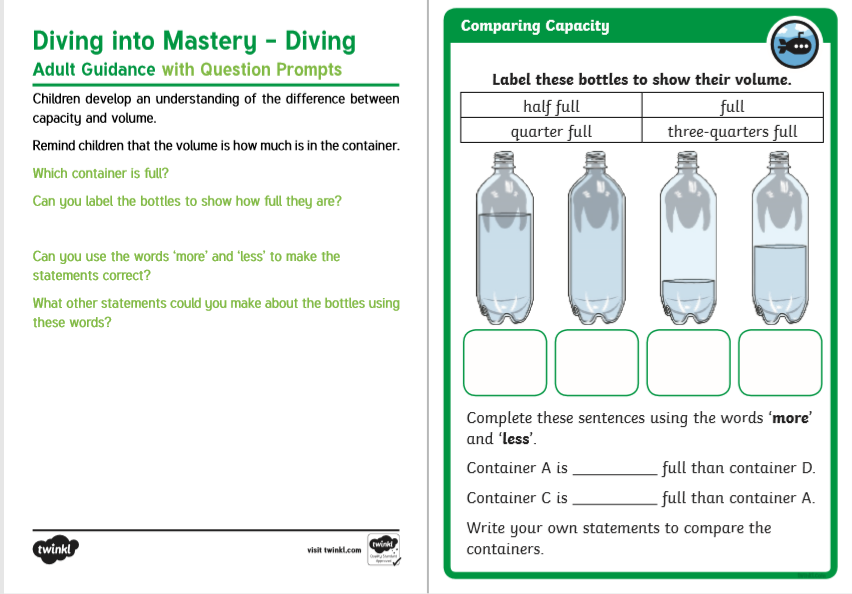 Diving into Mastery - Diving
Adult Guidance with Question Prompts
Children develop an understanding of the difference between
capacity and volume.
Remind children that the volume is how much is in the container.
Which container is full?
Can you label the bottles to show how full they are?
Can you use the words ‘more’ and ‘less’ to make the
statements correct?
What other statements could you make about the bottles using
these words?
twinkl
visit twinkl.com
twinkl
Quality Standard
Approved
Comparing Capacity
Label these bottles to show their volume.
half full
full
quarter full
three-quarters full
Complete these sentences using the words ‘more’
and ‘less’.
Container A is __________ full than container D.
Container C is __________ full than container A.
Write your own statements to compare the
containers.